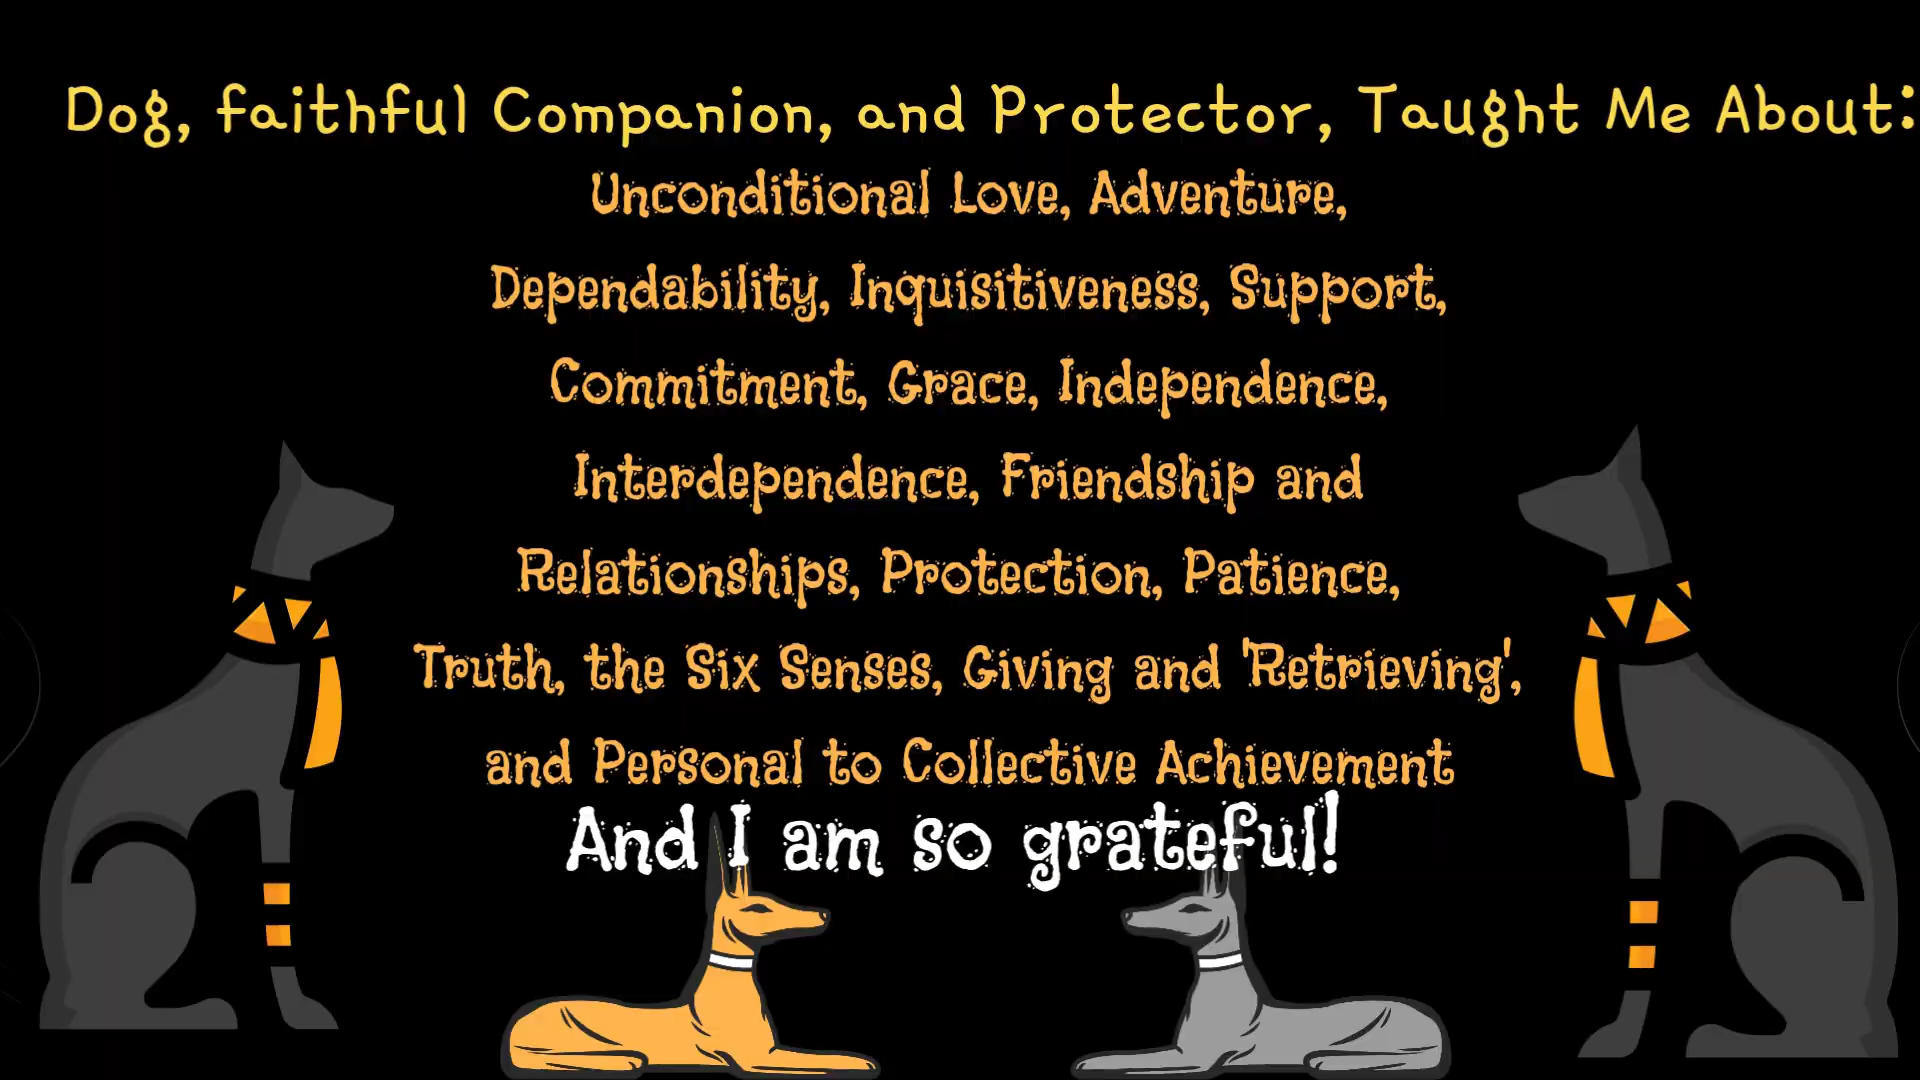 Dog, faithful Companion, and Protector, Taught Me About:
Unconditional Love, Adventure,
Dependability, Inquisitiveness, Support,
Commitment, Grace, Independence,
Interdependence, Friendship and
Relationships, Protection, Patience,
Truth, the Six Senses, Giving and 'Retrieving',
and Personal to Collective Achievement
And I am so grateful!